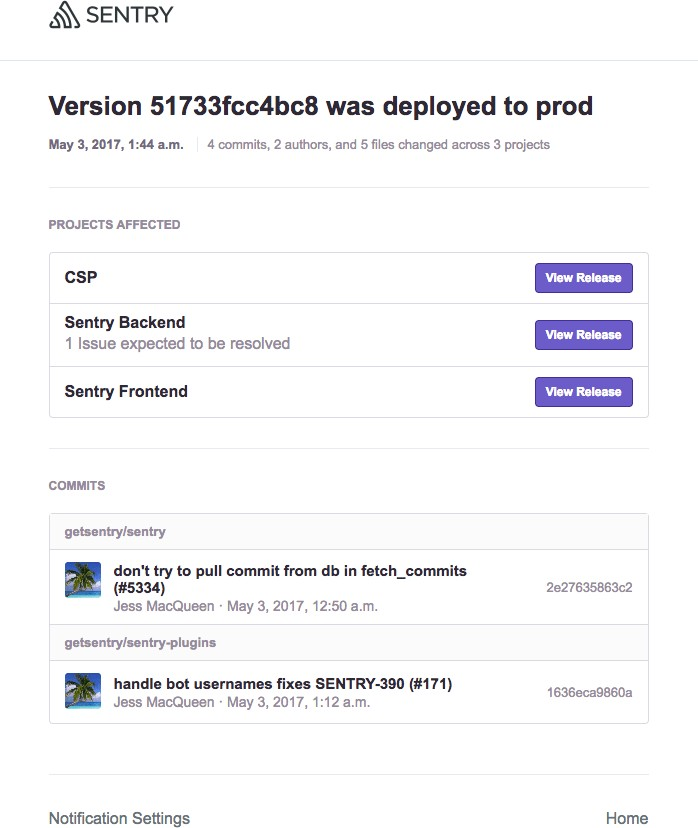 SENTRY
Version 51733fcc4bc8 was deployed to prod
May 3, 2017, 1:44 a.m. 4 commits, 2 authors, and 5 files changed across 3 projects
PROJECTS AFFECTED
CSP View Release
Sentry Backend
1 Issue expected to be resolved
View Release
Sentry Frontend View Release
COMMITS
getsentry/sentry
don't try to pull commit from db in fetch_commits
(#5334)
2e27635863c2
Jess MacQueen · May 3, 2017, 12:50 a.m.
getsentry/sentry-plugins
handle bot usernames fixes SENTRY-390 (#171)
1636eca9860a
Jess MacQueen · May 3, 2017, 1:12 a.m.
Notification Settings Home